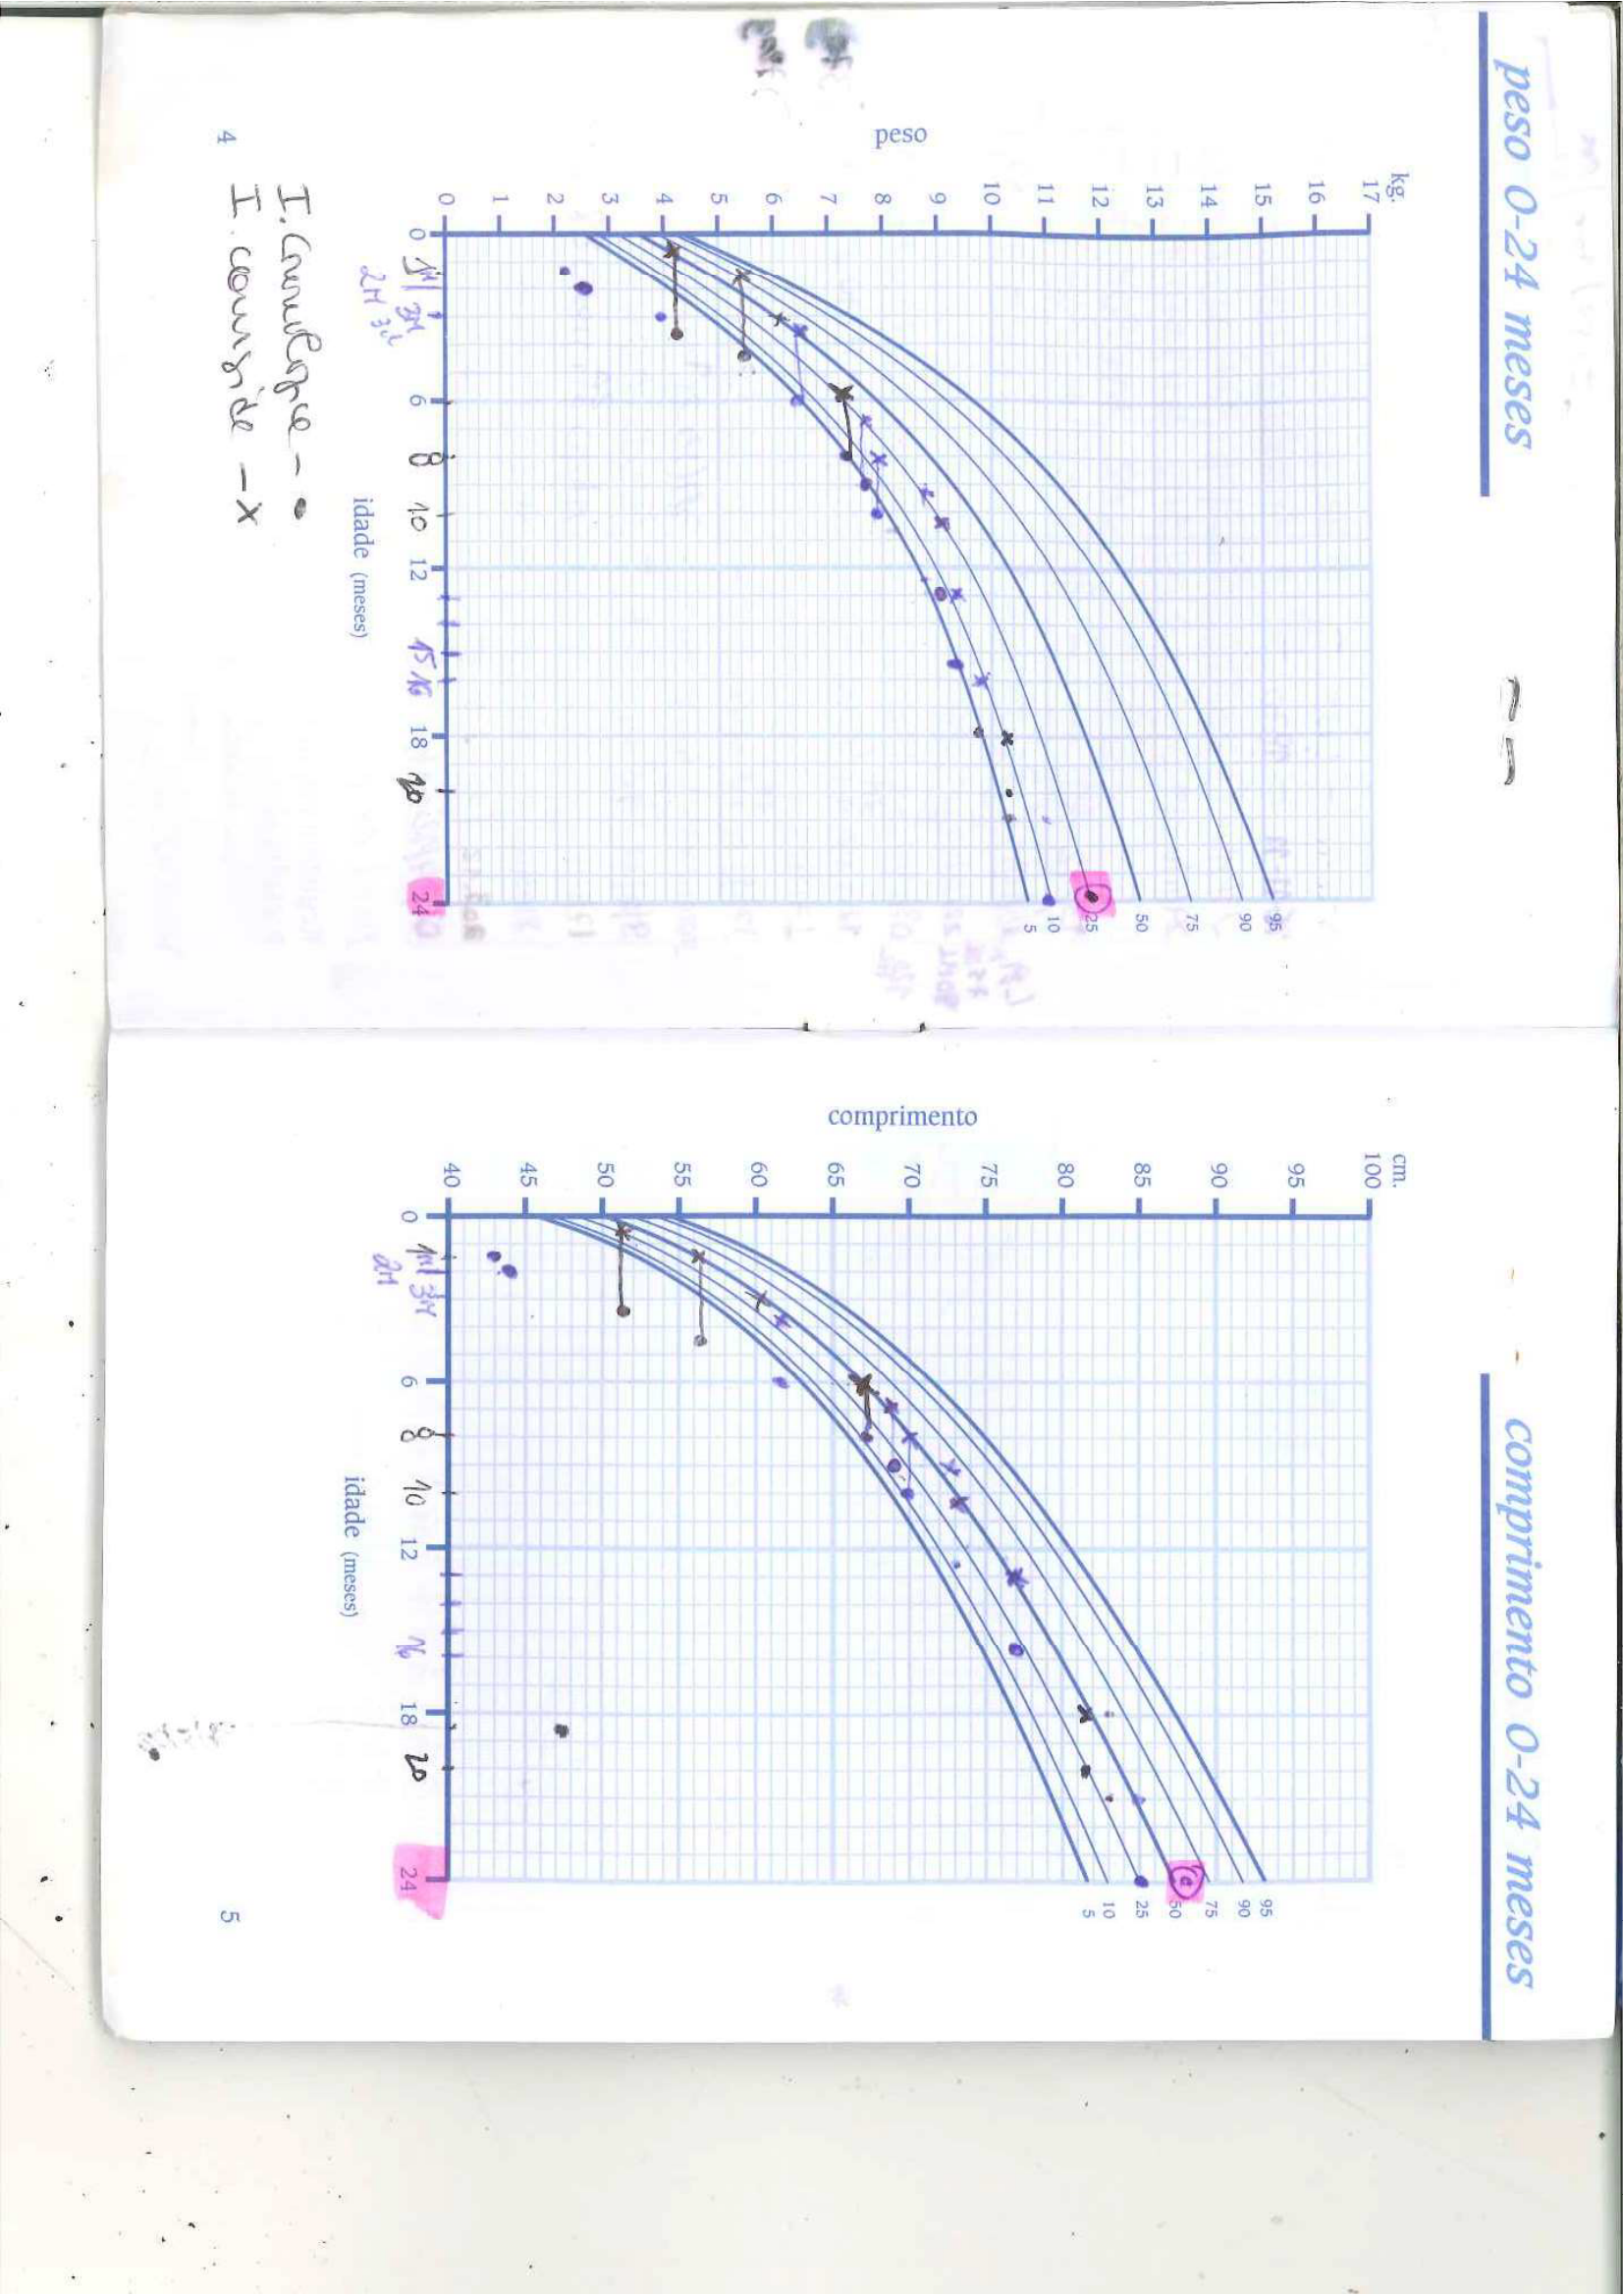 peso 0-24 meses
kg.
17
16
15
14
13
12
11
10
9
8
7
6
5
4
3
2
1
0
peso
0 1M 3M 6 8 10 12 15 16 18 20 24
2M 3M
idade (meses)
5 10 25 50 75 90 95
I. Cronológica - •
I. corrigida - x
4
comprimento 0-24 meses
cm.
100
95
90
85
80
75
70
65
60
55
50
45
40
comprimento
0 1M 3M 6 8 10 12 16 18 20 24
2M
idade (meses)
5 10 25 50 75 90 95
5